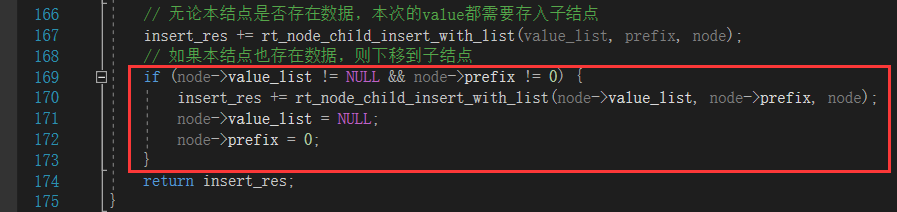 166 // 无论本结点是否存在数据，本次的value都需要存入子结点
167 insert_res += rt_node_child_insert_with_list(value_list, prefix, node);
168 // 如果本结点也存在数据，则下移到子结点
169 if (node->value_list != NULL && node->prefix != 0) {
170 insert_res += rt_node_child_insert_with_list(node->value_list, node->prefix, node);
171 node->value_list = NULL;
172 node->prefix = 0;
173 }
174 return insert_res;
175 }